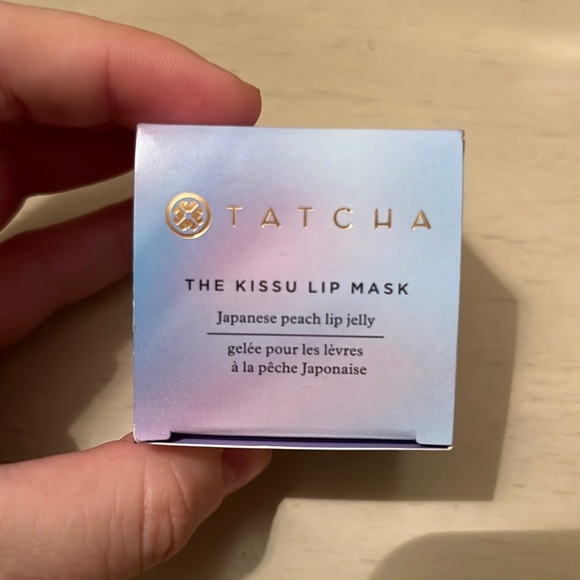 TATCHA
THE KISSU LIP MASK
Japanese peach lip jelly
gelée pour les lèvres
à la pêche Japonaise